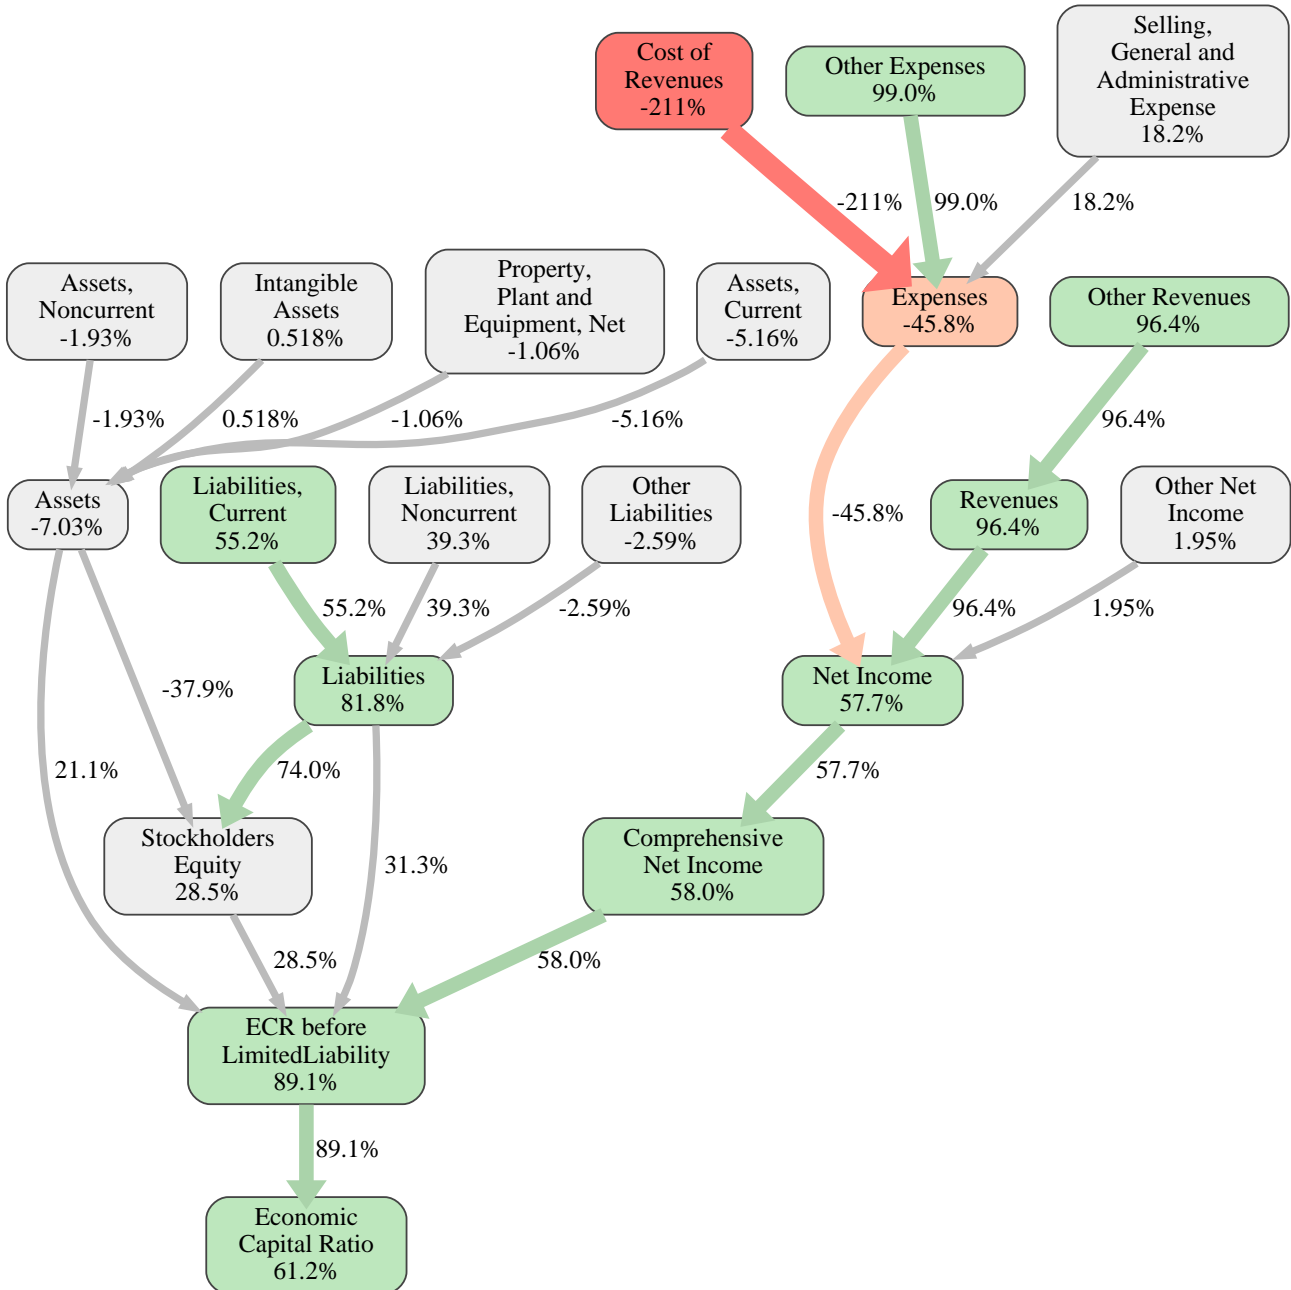 Cost of
Revenues
-211%
Other Expenses
99.0%
Selling,
General and
Administrative
Expense
18.2%
-211%
99.0%
18.2%
Assets,
Noncurrent
-1.93%
Intangible
Assets
0.518%
Property,
Plant and
Equipment, Net
-1.06%
Assets,
Current
-5.16%
Expenses
-45.8%
Other Revenues
96.4%
-1.93%
0.518%
-1.06%
-5.16%
96.4%
Assets
-7.03%
Liabilities,
Current
55.2%
Liabilities,
Noncurrent
39.3%
Other
Liabilities
-2.59%
-45.8%
Revenues
96.4%
Other Net
Income
1.95%
55.2%
39.3%
-2.59%
96.4%
1.95%
-37.9%
Liabilities
81.8%
Net Income
57.7%
21.1%
74.0%
57.7%
Stockholders
Equity
28.5%
31.3%
Comprehensive
Net Income
58.0%
28.5%
58.0%
ECR before
LimitedLiability
89.1%
89.1%
Economic
Capital Ratio
61.2%